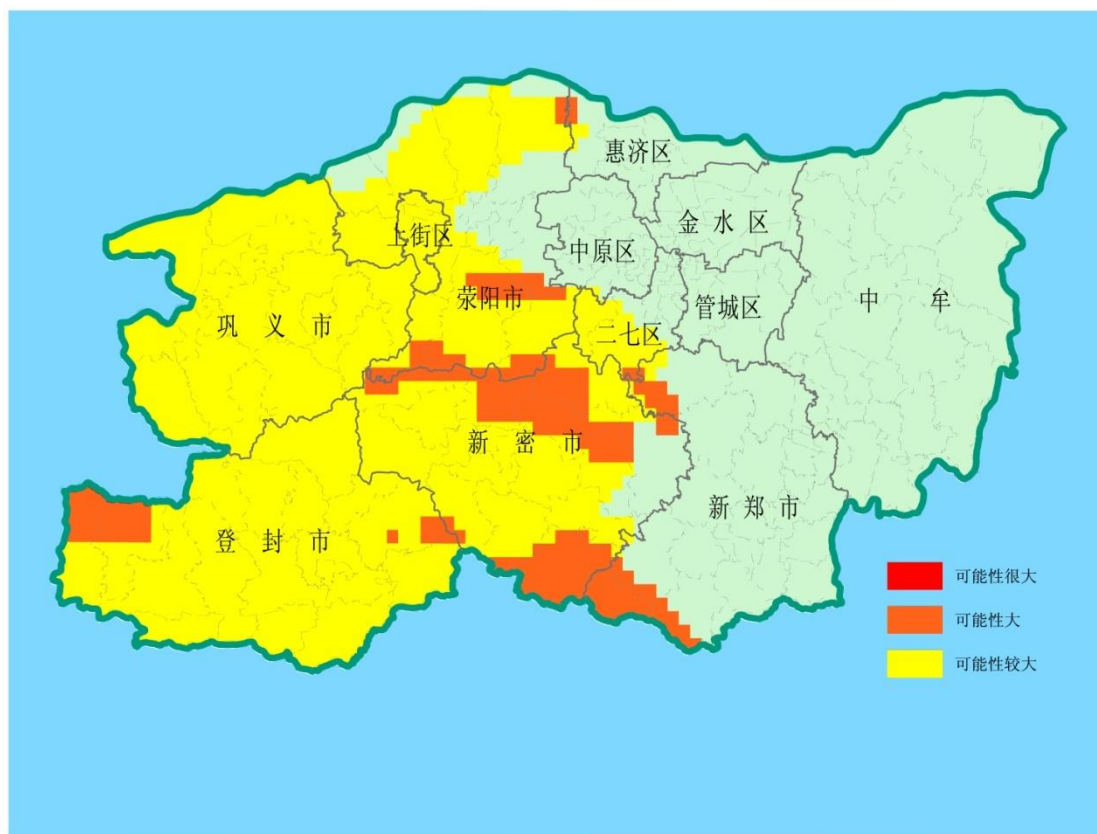 惠济区
金水区
上街区
中原区
荥阳市
管城区
中牟
巩义市
二七区
新密市
新郑市
登封市
可能性很大
可能性大
可能性较大